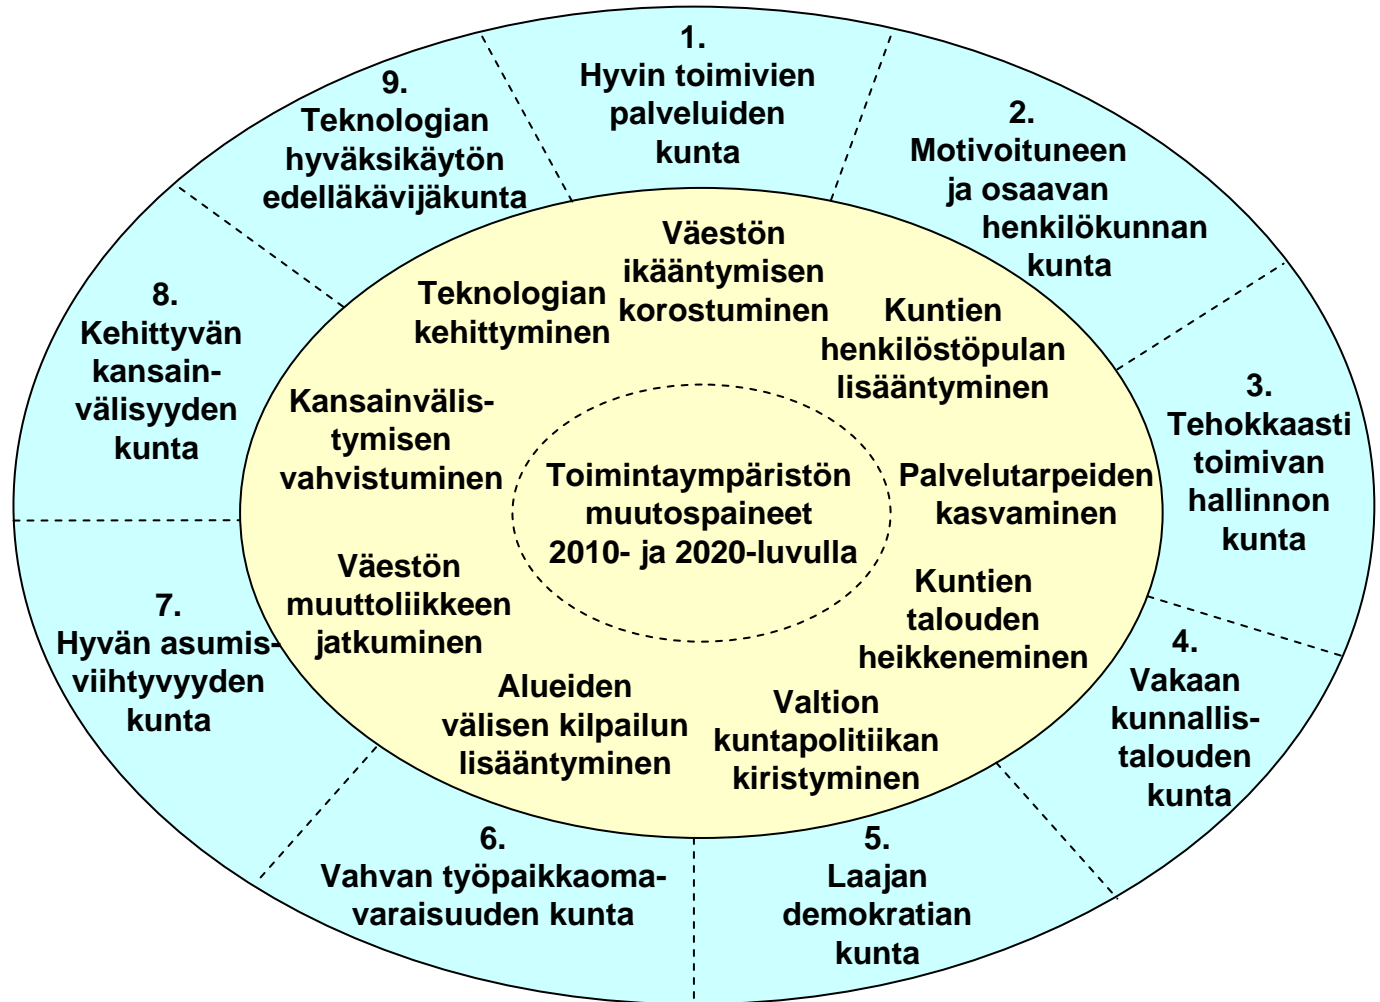 1.
Hyvin toimivien
palveluiden
kunta
2.
Motivoituneen
ja osaavan
henkilökunnan
kunta
3.
Tehokkaasti
toimivan
hallinnon
kunta
4.
Vakaan
kunnallis-
talouden
kunta
5.
Laajan
demokratian
kunta
6.
Vahvan työpaikkaoma-
varaisuuden kunta
7.
Hyvän asumis-
viihtyvyyden
kunta
8.
Kehittyvän
kansain-
välisyyden
kunta
9.
Teknologian
hyväksikäytön
edelläkävijäkunta
Väestön
ikääntymisen
korostuminen
Kuntien
henkilöstöpulan
lisääntyminen
Palvelutarpeiden
kasvaminen
Kuntien
talouden
heikkeneminen
Valtion
kuntapolitiikan
kiristyminen
Alueiden
välisen kilpailun
lisääntyminen
Väestön
muuttoliikkeen
jatkuminen
Kansainvälis-
tymisen
vahvistuminen
Teknologian
kehittyminen
Toimintaympäristön
muutospaineet
2010- ja 2020-luvulla